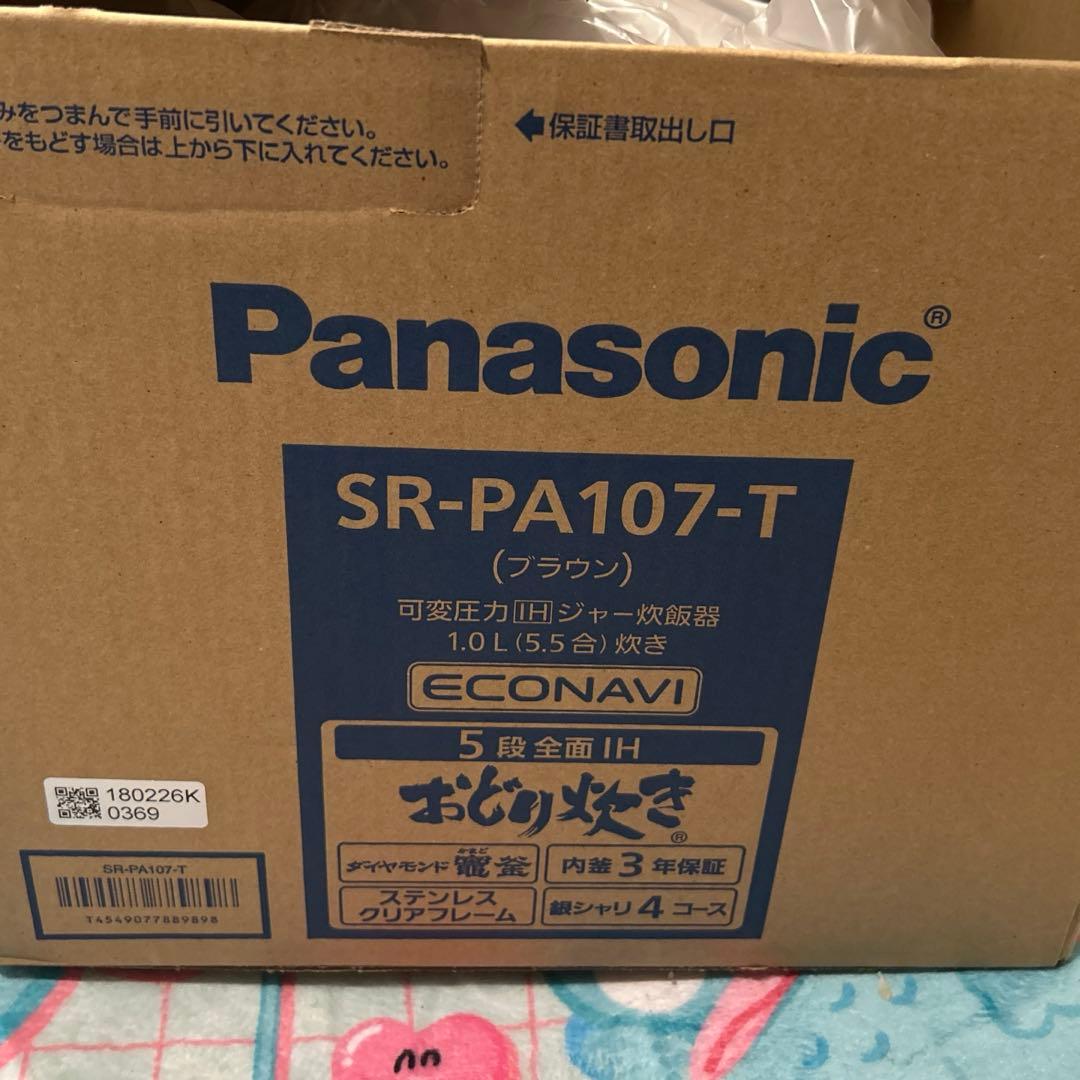 みをつまんで手前に引いてください。
をもどす場合は上から下に入れてください。
保証書取出し口
Panasonic®
SR-PA107-T
(ブラウン)
可変圧力IHジャー炊飯器
1.0L(5.5合)炊き
ECONAVI
5段全面IH
おどり炊き®
かまど
ダイヤモンド竈釜
内釜3年保証
ステンレス
クリアフレーム
銀シャリ4コース
180226K
0369
SR-PA107-T
T4549077889898